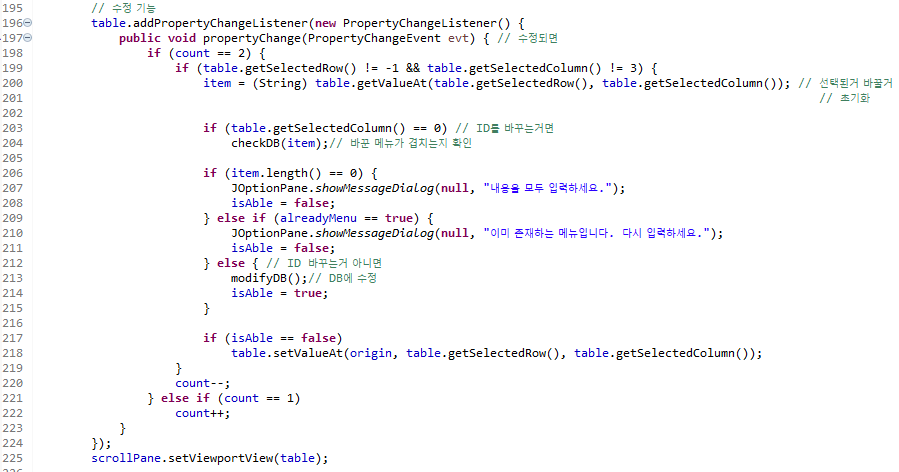 195 // 수정 기능
196 table.addPropertyChangeListener(new PropertyChangeListener() {
197 public void propertyChange(PropertyChangeEvent evt) { // 수정되면
198 if (count == 2) {
199 if (table.getSelectedRow() != -1 && table.getSelectedColumn() != 3) {
200 item = (String) table.getValueAt(table.getSelectedRow(), table.getSelectedColumn()); // 선택된거 바꿀거
201 // 초기화
202
203 if (table.getSelectedColumn() == 0) // ID를 바꾸는거면
204 checkDB(item);// 바꾼 메뉴가 겹치는지 확인
205
206 if (item.length() == 0) {
207 JOptionPane.showMessageDialog(null, "내용을 모두 입력하세요.");
208 isAble = false;
209 } else if (alreadyMenu == true) {
210 JOptionPane.showMessageDialog(null, "이미 존재하는 메뉴입니다. 다시 입력하세요.");
211 isAble = false;
212 } else { // ID 바꾸는거 아니면
213 modifyDB();// DB에 수정
214 isAble = true;
215 }
216
217 if (isAble == false)
218 table.setValueAt(origin, table.getSelectedRow(), table.getSelectedColumn());
219 }
220 count--;
221 } else if (count == 1)
222 count++;
223 }
224 });
225 scrollPane.setViewportView(table);